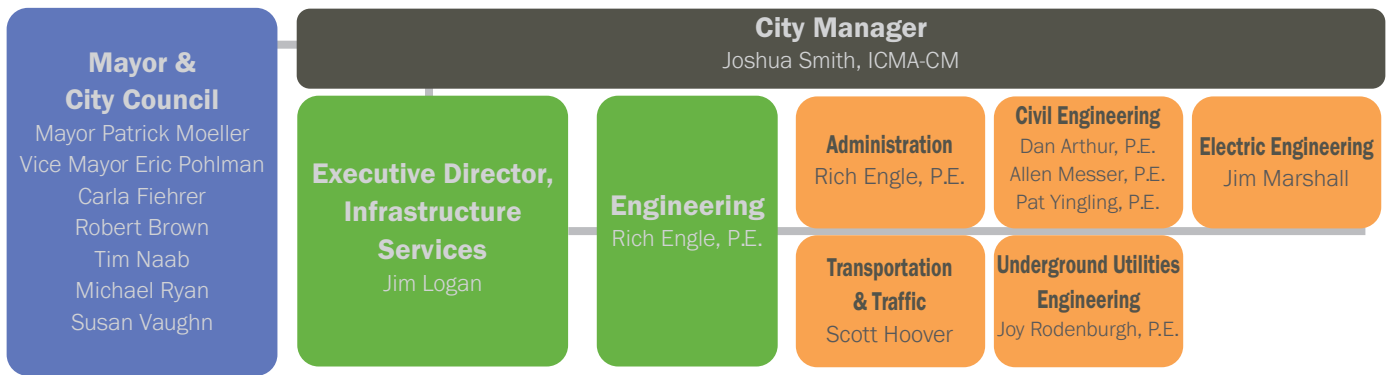 Mayor &
City Council
Mayor Patrick Moeller
Vice Mayor Eric Pohlman
Carla Fiehrer
Robert Brown
Tim Naab
Michael Ryan
Susan Vaughn
City Manager
Joshua Smith, ICMA-CM
Executive Director,
Infrastructure
Services
Jim Logan
Engineering
Rich Engle, P.E.
Administration
Rich Engle, P.E.
Civil Engineering
Dan Arthur, P.E.
Allen Messer, P.E.
Pat Yingling, P.E.
Electric Engineering
Jim Marshall
Transportation
& Traffic
Scott Hoover
Underground Utilities
Engineering
Joy Rodenburgh, P.E.